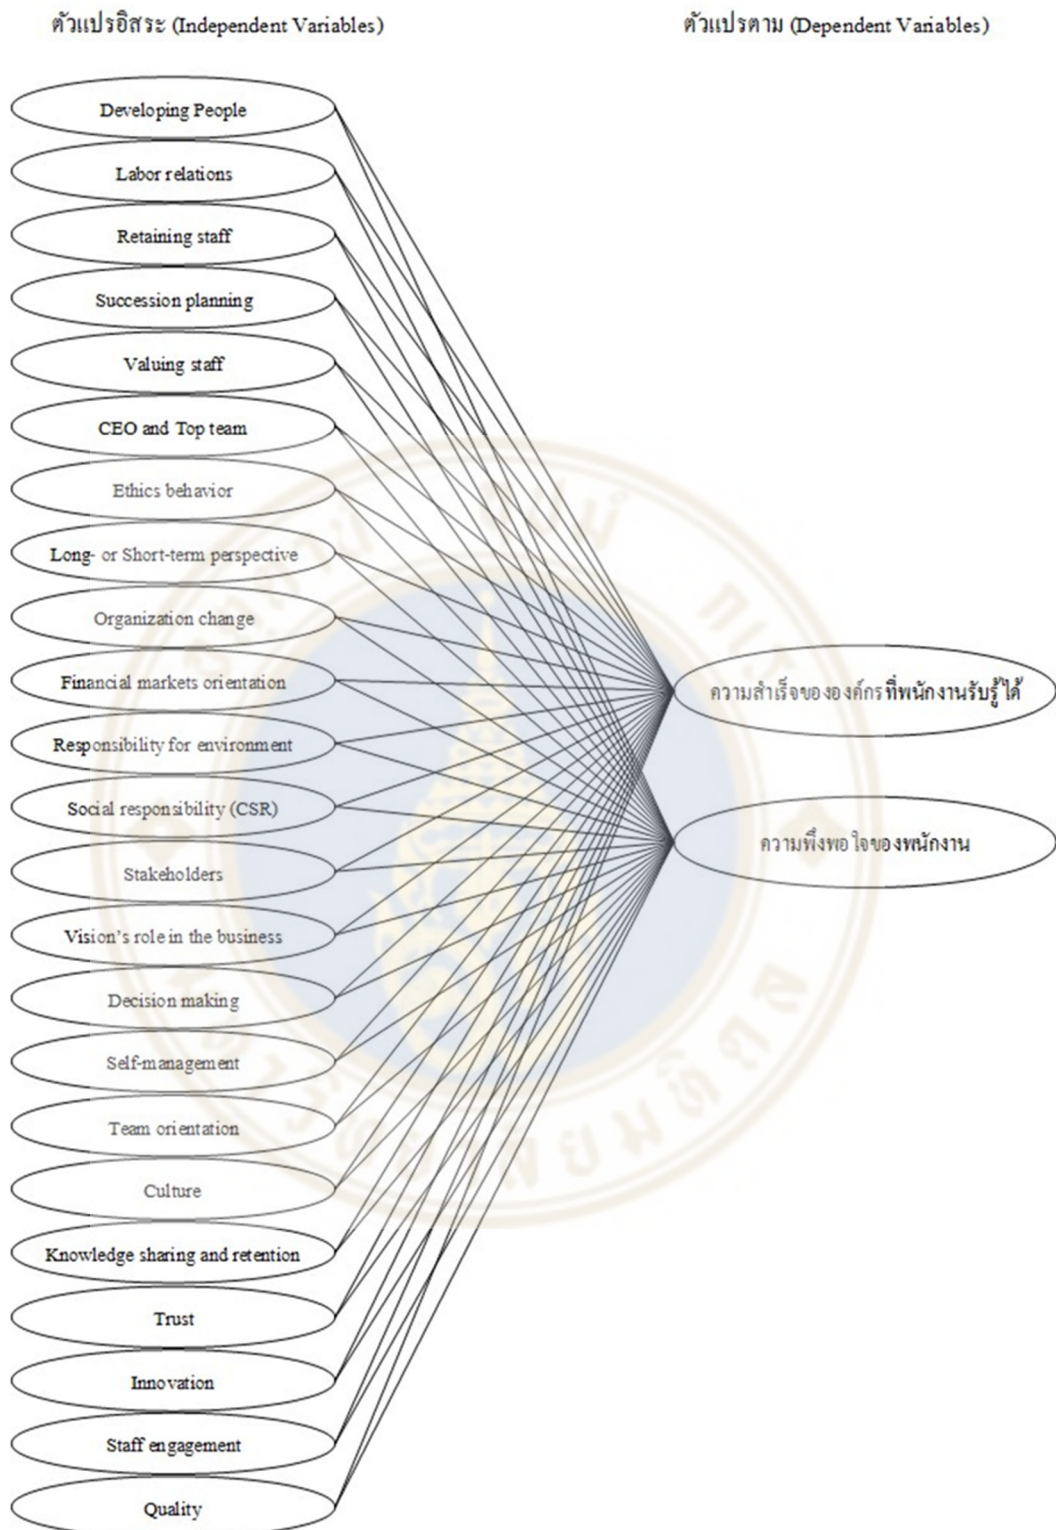 ตัวแปรอิสระ (Independent Variables)
ตัวแปรตาม (Dependent Variables)
Developing People
Labor relations
Retaining staff
Succession planning
Valuing staff
CEO and Top team
Ethics behavior
Long- or Short-term perspective
Organization change
Financial markets orientation
Responsibility for environment
Social responsibility (CSR)
Stakeholders
Vision's role in the business
Decision making
Self-management
Team orientation
Culture
Knowledge sharing and retention
Trust
Innovation
Staff engagement
Quality
ความสำเร็จขององค์กรที่พนักงานรับรู้ได้
ความพึงพอใจของพนักงาน